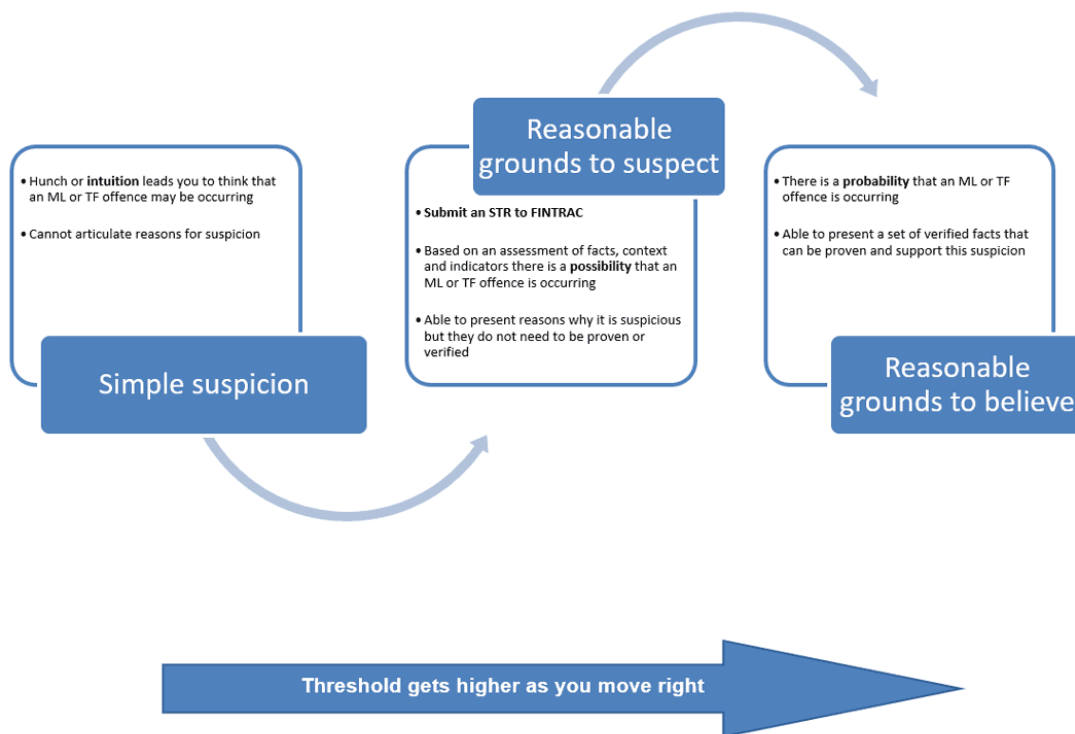 • Hunch or intuition leads you to think that
an ML or TF offence may be occurring
• Cannot articulate reasons for suspicion
Simple suspicion
Reasonable
grounds to suspect
• Submit an STR to FINTRAC
• Based on an assessment of facts, context
and indicators there is a possibility that an
ML or TF offence is occurring
• Able to present reasons why it is suspicious
but they do not need to be proven or
verified
• There is a probability that an ML or TF
offence is occurring
• Able to present a set of verified facts that
can be proven and support this suspicion
Reasonable
grounds to believe
Threshold gets higher as you move right